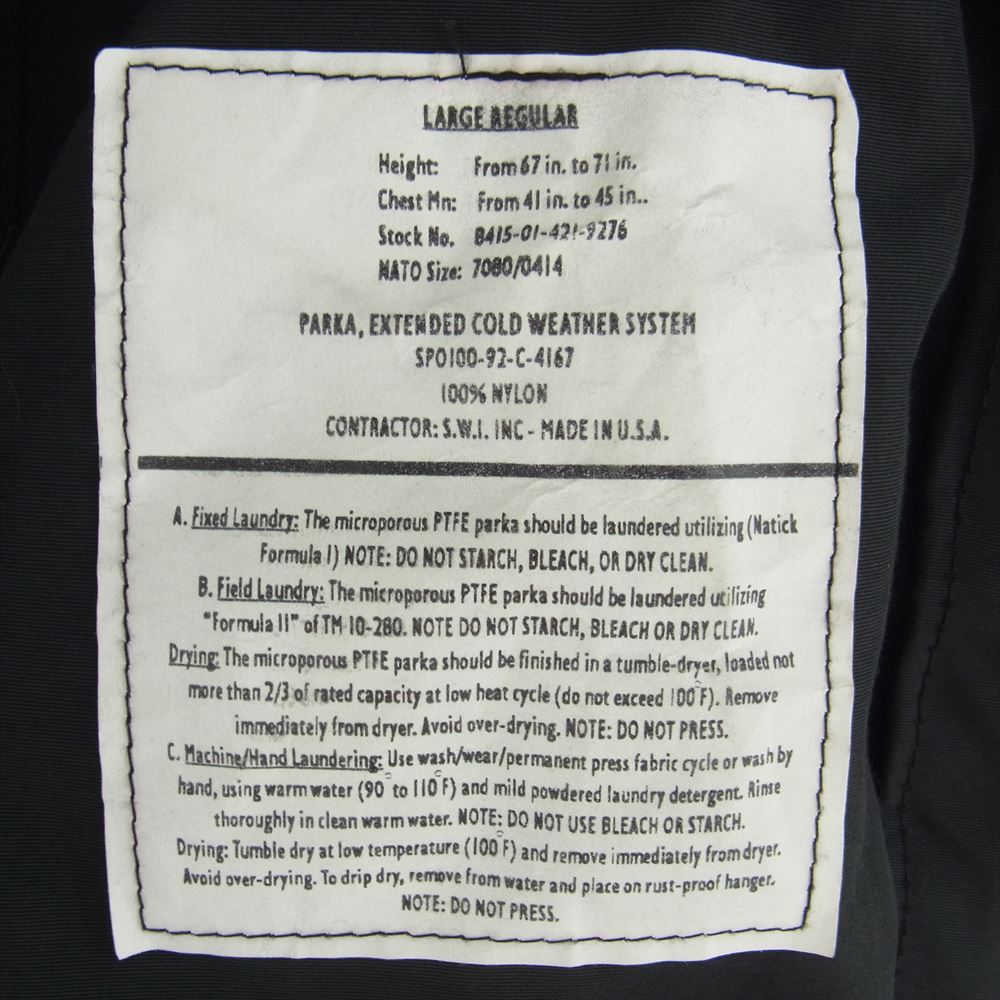 LARGE REGULAR
Height: From 67 in. to 71 in.
Chest Mn: From 41 in. to 45 in..
Stock No. 8415-01-421-9276
NATO Size: 7080/0414
PARKA, EXTENDED COLD WEATHER SYSTEM
SPO100-92-C-4167
100% NYLON
CONTRACTOR: S.W.I. INC - MADE IN U.S.A.
A. Fixed Laundry: The microporous PTFE parka should be laundered utilizing (Natick
Formula I) NOTE: DO NOT STARCH, BLEACH, OR DRY CLEAN.
B. Field Laundry: The microporous PTFE parka should be laundered utilizing
"Formula II" of TM 10-280. NOTE DO NOT STARCH, BLEACH OR DRY CLEAN.
Drying: The microporous PTFE parka should be finished in a tumble-dryer, loaded not
more than 2/3 of rated capacity at low heat cycle (do not exceed 100°F). Remove
immediately from dryer. Avoid over-drying. NOTE: DO NOT PRESS.
C. Machine/Hand Laundering: Use wash/wear/permanent press fabric cycle or wash by
hand, using warm water (90° to 110°F) and mild powdered laundry detergent. Rinse
thoroughly in clean warm water. NOTE: DO NOT USE BLEACH OR STARCH.
Drying: Tumble dry at low temperature (100°F) and remove immediately from dryer.
Avoid over-drying. To drip dry, remove from water and place on rust-proof hanger.
NOTE: DO NOT PRESS.